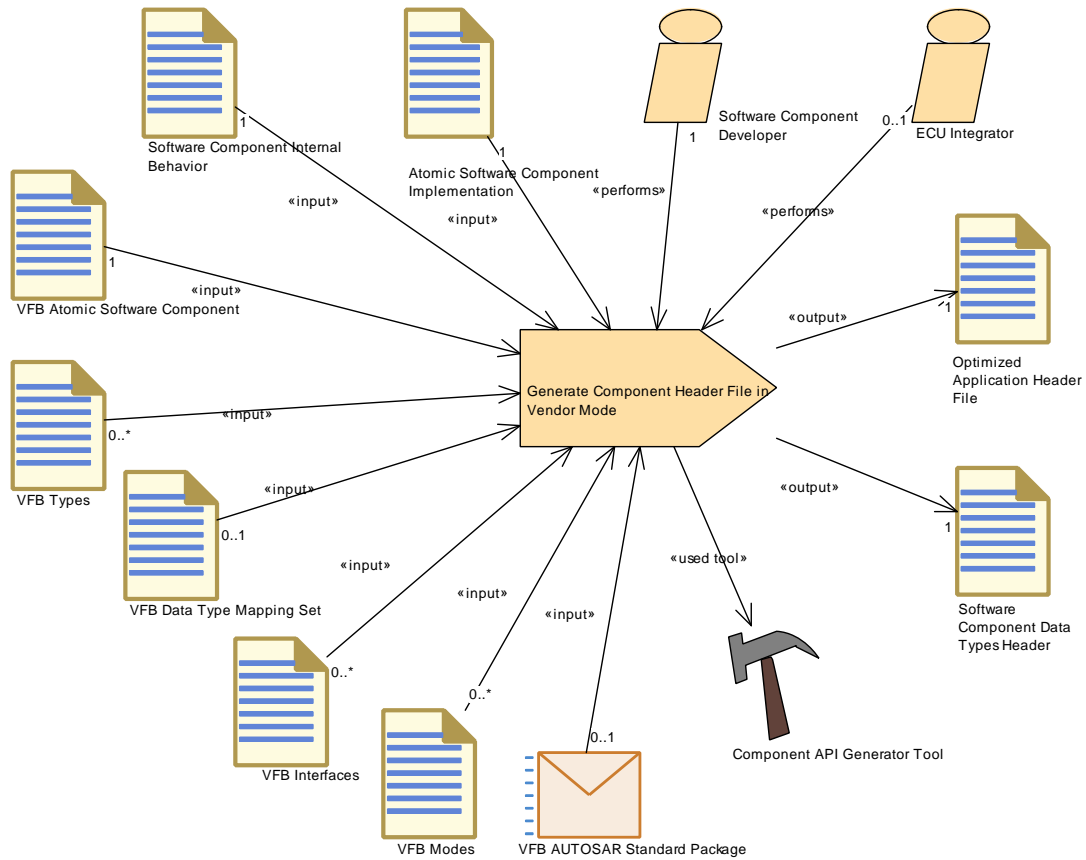 1
Software Component Internal
Behavior
1
Atomic Software Component
Implementation
1
Software Component
Developer
0..1
ECU Integrator
«input»
«input»
«performs»
«performs»
1
VFB Atomic Software Component
«input»
«output»
1
Optimized
Application Header
File
Generate Component Header File in
Vendor Mode
0..*
VFB Types
«input»
0..1
VFB Data Type Mapping Set
«input»
«output»
1
Software
Component Data
Types Header
«input»
0..*
VFB Interfaces
«input»
0..*
VFB Modes
«input»
0..1
VFB AUTOSAR Standard Package
«used tool»
Component API Generator Tool